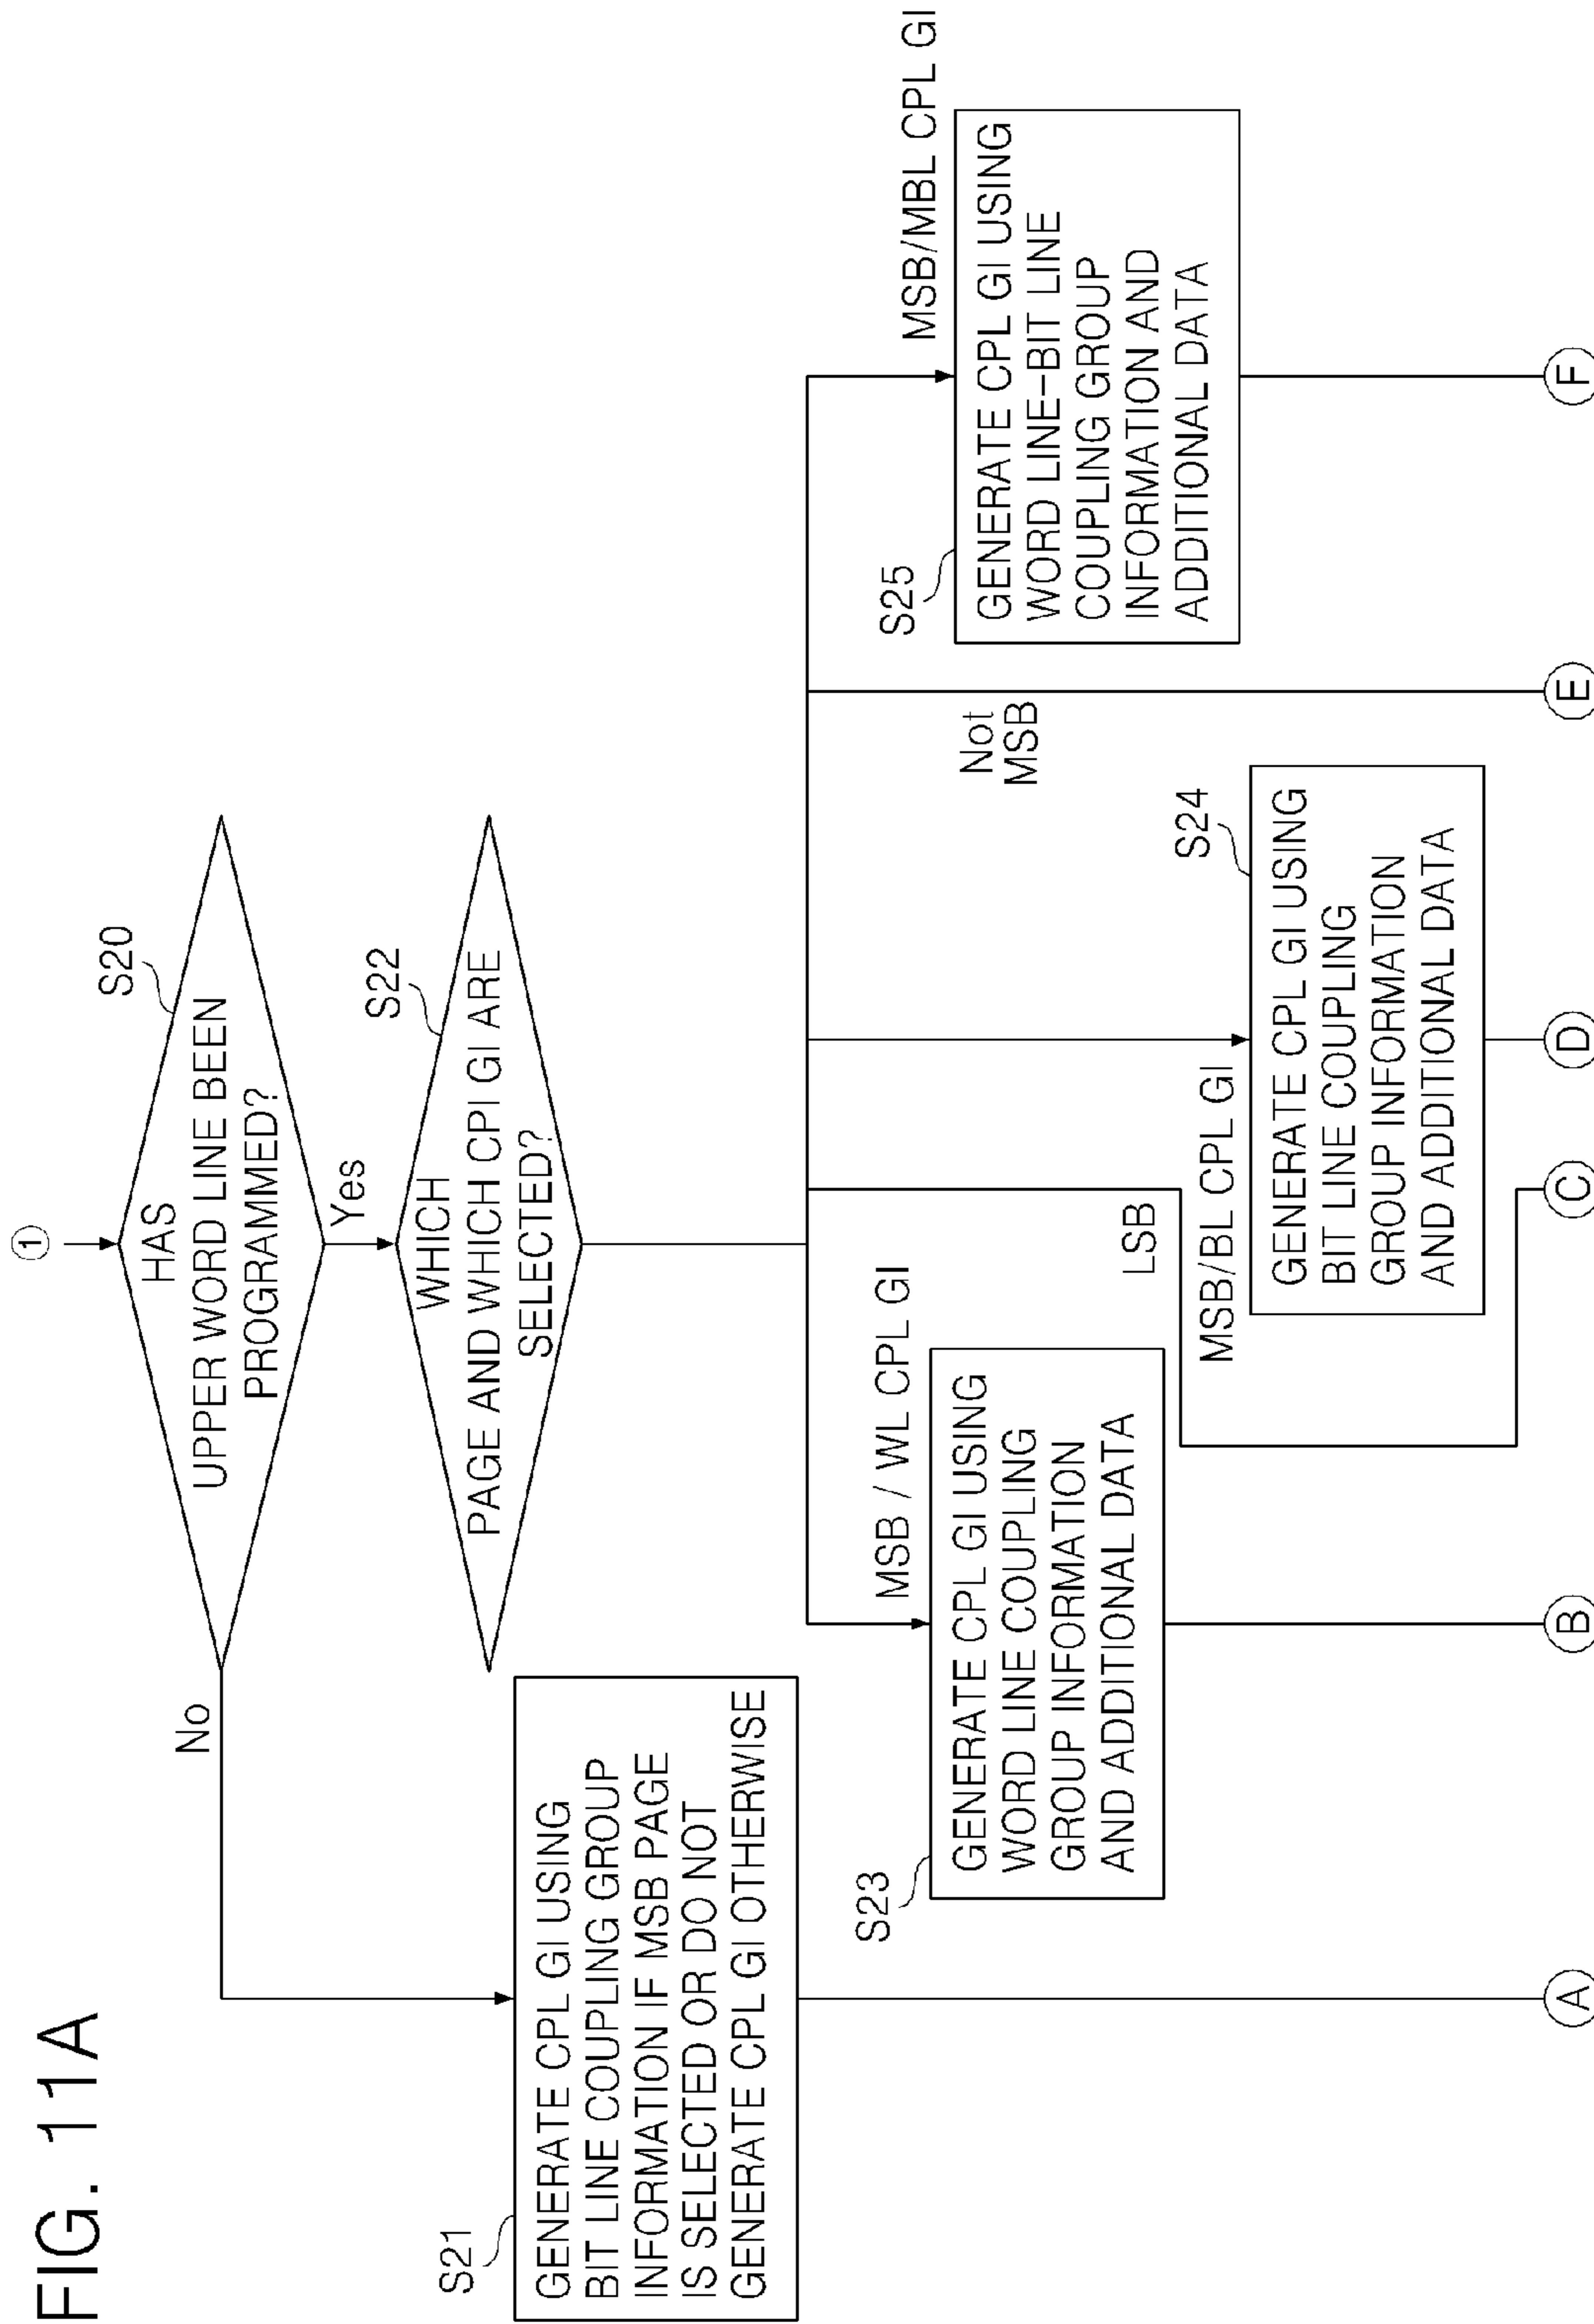 FIG. 11A
①
S20
HAS
UPPER WORD LINE BEEN
PROGRAMMED?
No
Yes
S22
WHICH
PAGE AND WHICH CPI GI ARE
SELECTED?
S21
GENERATE CPL GI USING
BIT LINE COUPLING GROUP
INFORMATION IF MSB PAGE
IS SELECTED OR DO NOT
GENERATE CPL GI OTHERWISE
MSB / WL CPL GI
S23
GENERATE CPL GI USING
WORD LINE COUPLING
GROUP INFORMATION
AND ADDITIONAL DATA
LSB
MSB/BL CPL GI
S24
GENERATE CPL GI USING
BIT LINE COUPLING
GROUP INFORMATION
AND ADDITIONAL DATA
Not
MSB
MSB/MBL CPL GI
S25
GENERATE CPL GI USING
WORD LINE-BIT LINE
COUPLING GROUP
INFORMATION AND
ADDITIONAL DATA
A
B
C
D
E
F